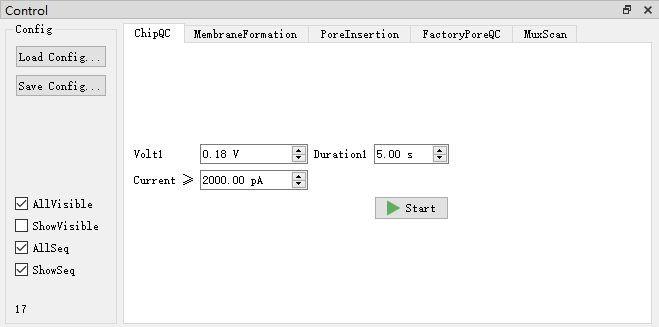 Control
Config
Load Config...
Save Config...
AllVisible
ShowVisible
AllSeq
ShowSeq
17
ChipQC MembraneFormation PoreInsertion FactoryPoreQC MuxScan
Volt1 0.18 V Duration1 5.00 s
Current ≥ 2000.00 pA
Start